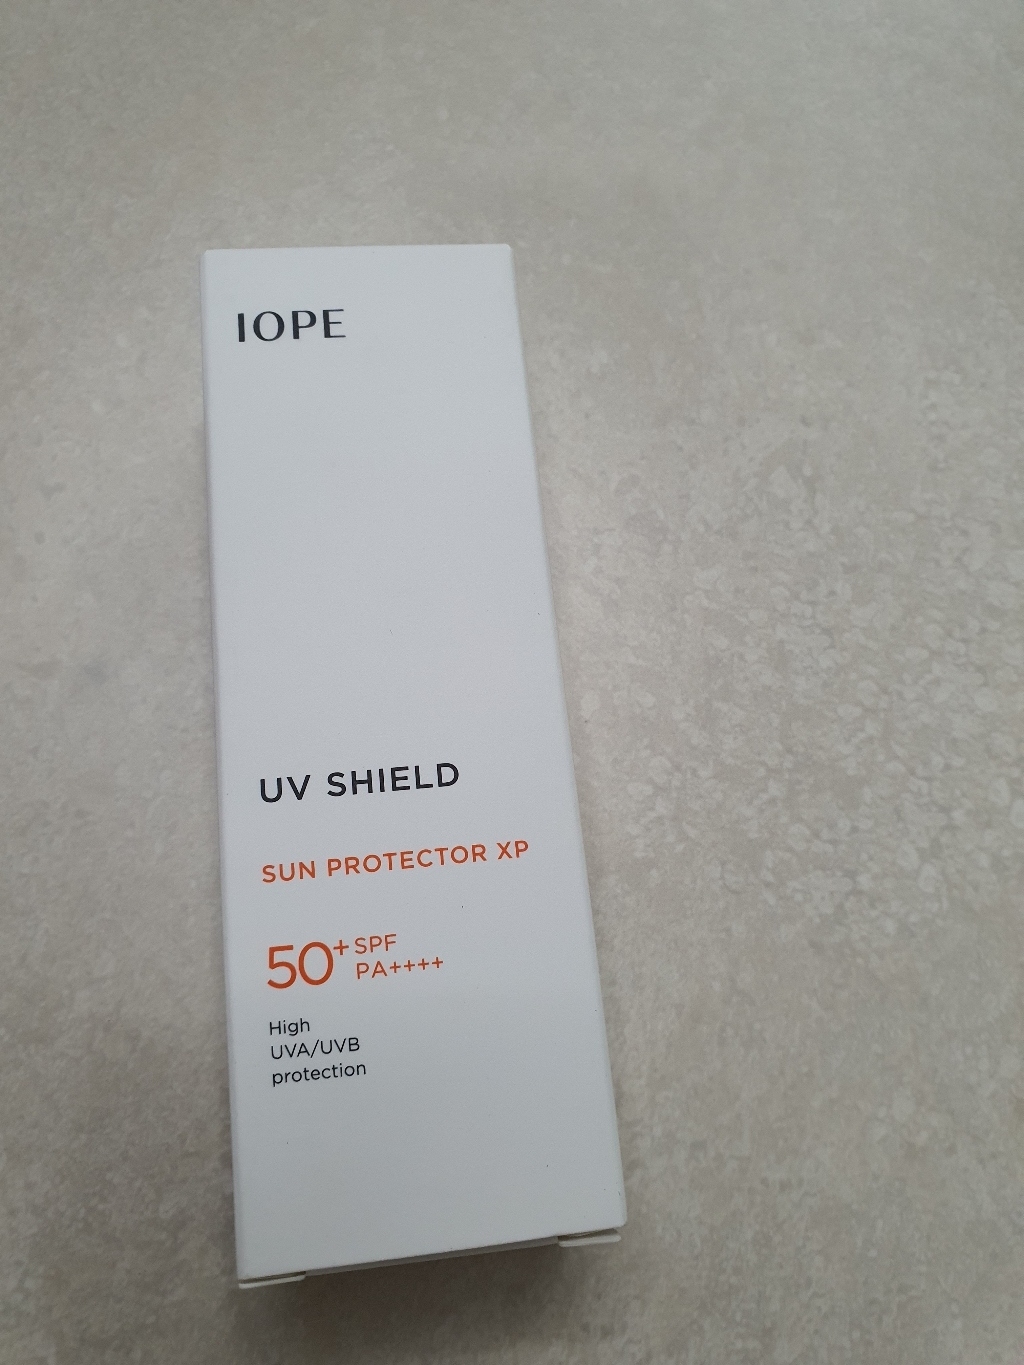 IOPE
UV SHIELD
SUN PROTECTOR XP
50+ SPF
PA++++
High
UVA/UVB
protection